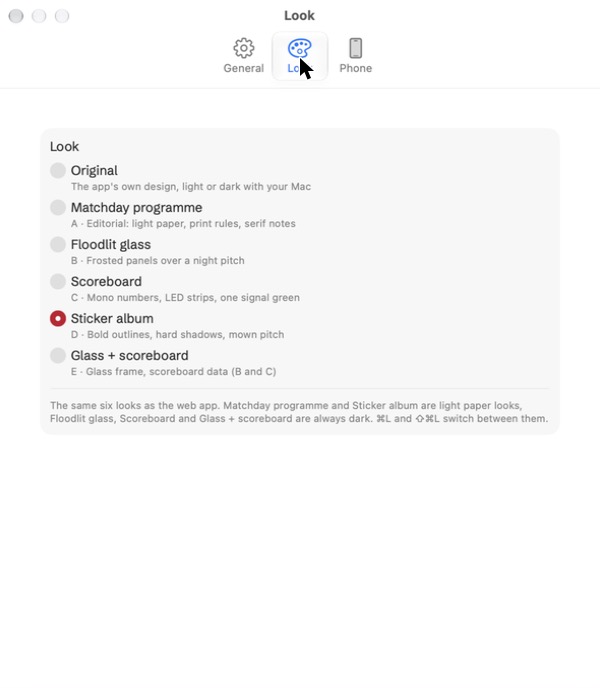 Look
General
Look
Phone
Look
Original
The app's own design, light or dark with your Mac
Matchday programme
A · Editorial: light paper, print rules, serif notes
Floodlit glass
B · Frosted panels over a night pitch
Scoreboard
C · Mono numbers, LED strips, one signal green
Sticker album
D · Bold outlines, hard shadows, mown pitch
Glass + scoreboard
E · Glass frame, scoreboard data (B and C)
The same six looks as the web app. Matchday programme and Sticker album are light paper looks,
Floodlit glass, Scoreboard and Glass + scoreboard are always dark. ⌘L and ⇧⌘L switch between them.